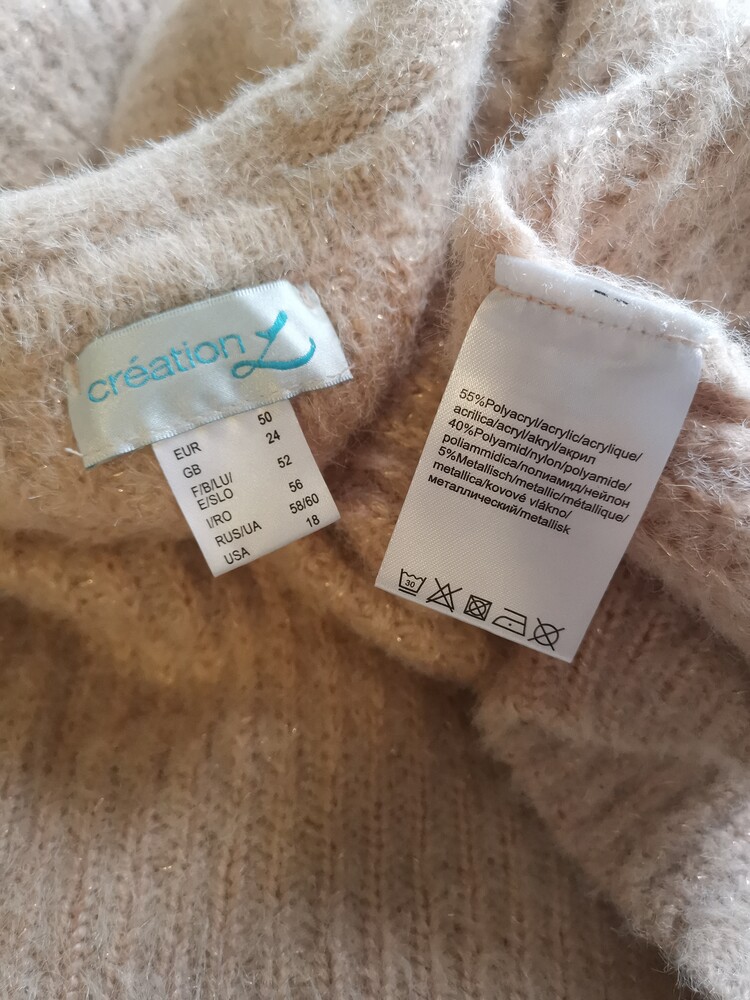 création L
EUR 50
GB 24
F/B/LU/
E/SLO 52
I/RO 56
RUS/UA 58/60
USA 18
55%Polyacryl/acrylic/acrylique/
acrilica/acryl/akryl/акрил
40%Polyamid/nylon/polyamide/
poliammidica/полиамид/нейлон
5%Metallisch/metallic/métallique/
metallica/kovové vlákno/
металлический/metallisk
30